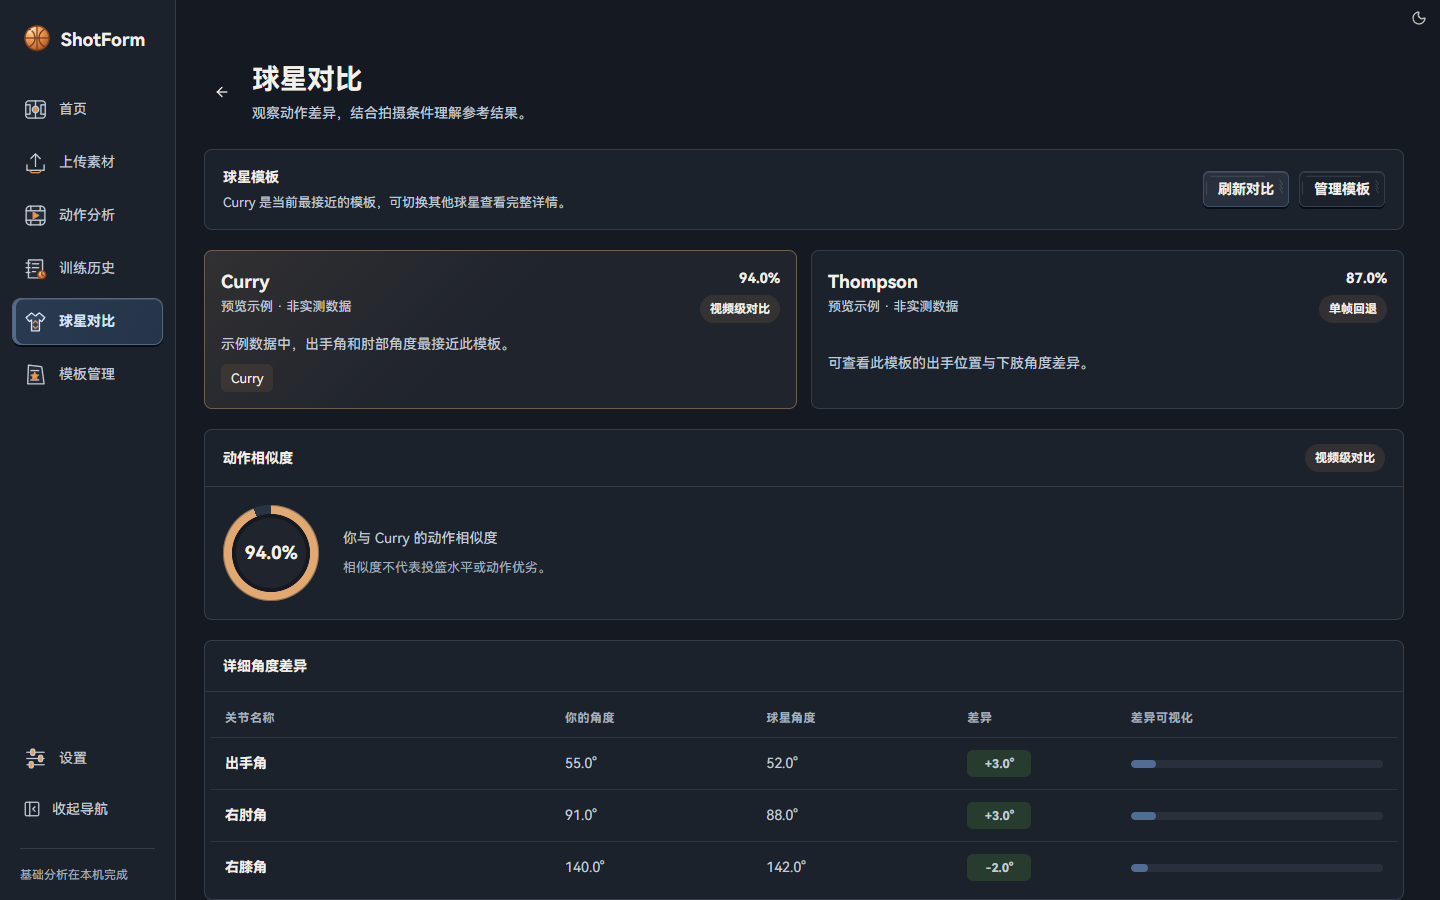 ShotForm
首页
上传素材
动作分析
训练历史
球星对比
模板管理
设置
收起导航
基础分析在本机完成
球星对比
观察动作差异，结合拍摄条件理解参考结果。
球星模板
Curry 是当前最接近的模板，可切换其他球星查看完整详情。
刷新对比
管理模板
Curry
94.0%
预览示例 · 非实测数据
视频级对比
示例数据中，出手角和肘部角度最接近此模板。
Curry
Thompson
87.0%
预览示例 · 非实测数据
单帧回退
可查看此模板的出手位置与下肢角度差异。
动作相似度
视频级对比
94.0%
你与 Curry 的动作相似度
相似度不代表投篮水平或动作优劣。
详细角度差异
关节名称 你的角度 球星角度 差异 差异可视化
出手角 55.0° 52.0° +3.0°
右肘角 91.0° 88.0° +3.0°
右膝角 140.0° 142.0° -2.0°